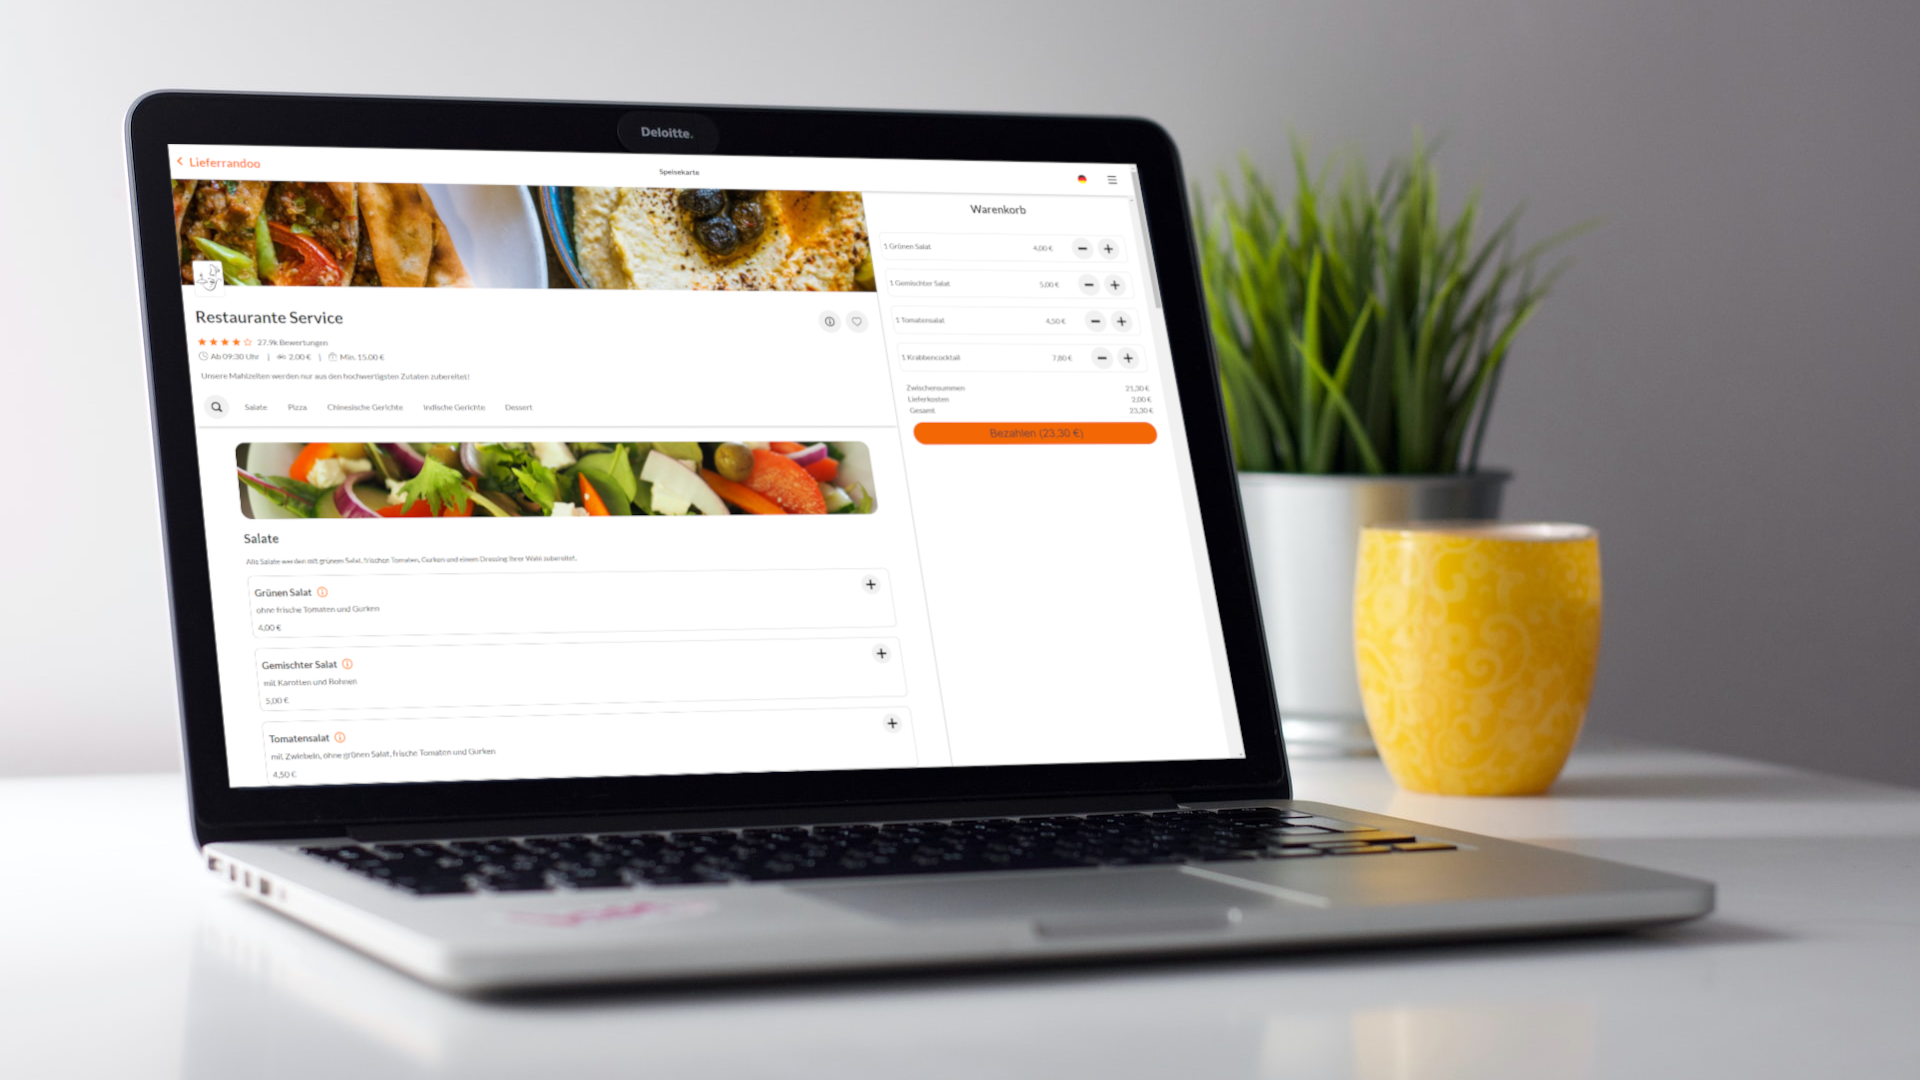 Deloitte.
Lieferrandoo
Speisekarte
Restaurante Service
27.9k Bewertungen
Ab 09:30 Uhr | 2,00 € | Min. 15,00 €
Unsere Mahlzeiten werden nur aus den hochwertigsten Zutaten zubereitet!
Salate Pizza Chinesische Gerichte Indische Gerichte Dessert
Salate
Alle Salate werden mit grünem Salat, frischen Tomaten, Gurken und einem Dressing Ihrer Wahl zubereitet.
Grünen Salat
ohne frische Tomaten und Gurken
4,00 €
Gemischter Salat
mit Karotten und Bohnen
5,00 €
Tomatensalat
mit Zwiebeln, ohne grünen Salat, frische Tomaten und Gurken
4,50 €
Warenkorb
1 Grünen Salat 4,00 €
1 Gemischter Salat 5,00 €
1 Tomatensalat 4,50 €
1 Krabbencocktail 7,80 €
Zwischensummen 21,30 €
Lieferkosten 2,00 €
Gesamt 23,30 €
Bezahlen (23,30 €)